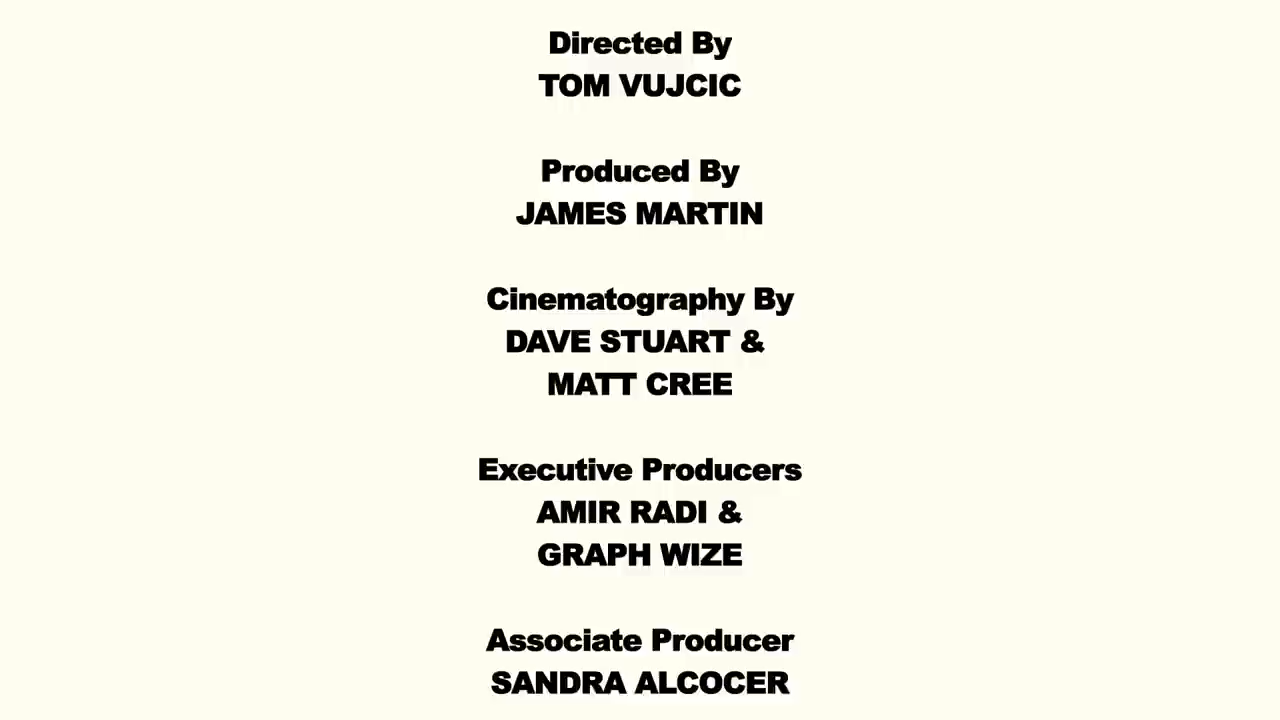 Directed By
TOM VUJCIC
Produced By
JAMES MARTIN
Cinematography By
DAVE STUART &
MATT CREE
Executive Producers
AMIR RADI &
GRAPH WIZE
Associate Producer
SANDRA ALCOCER